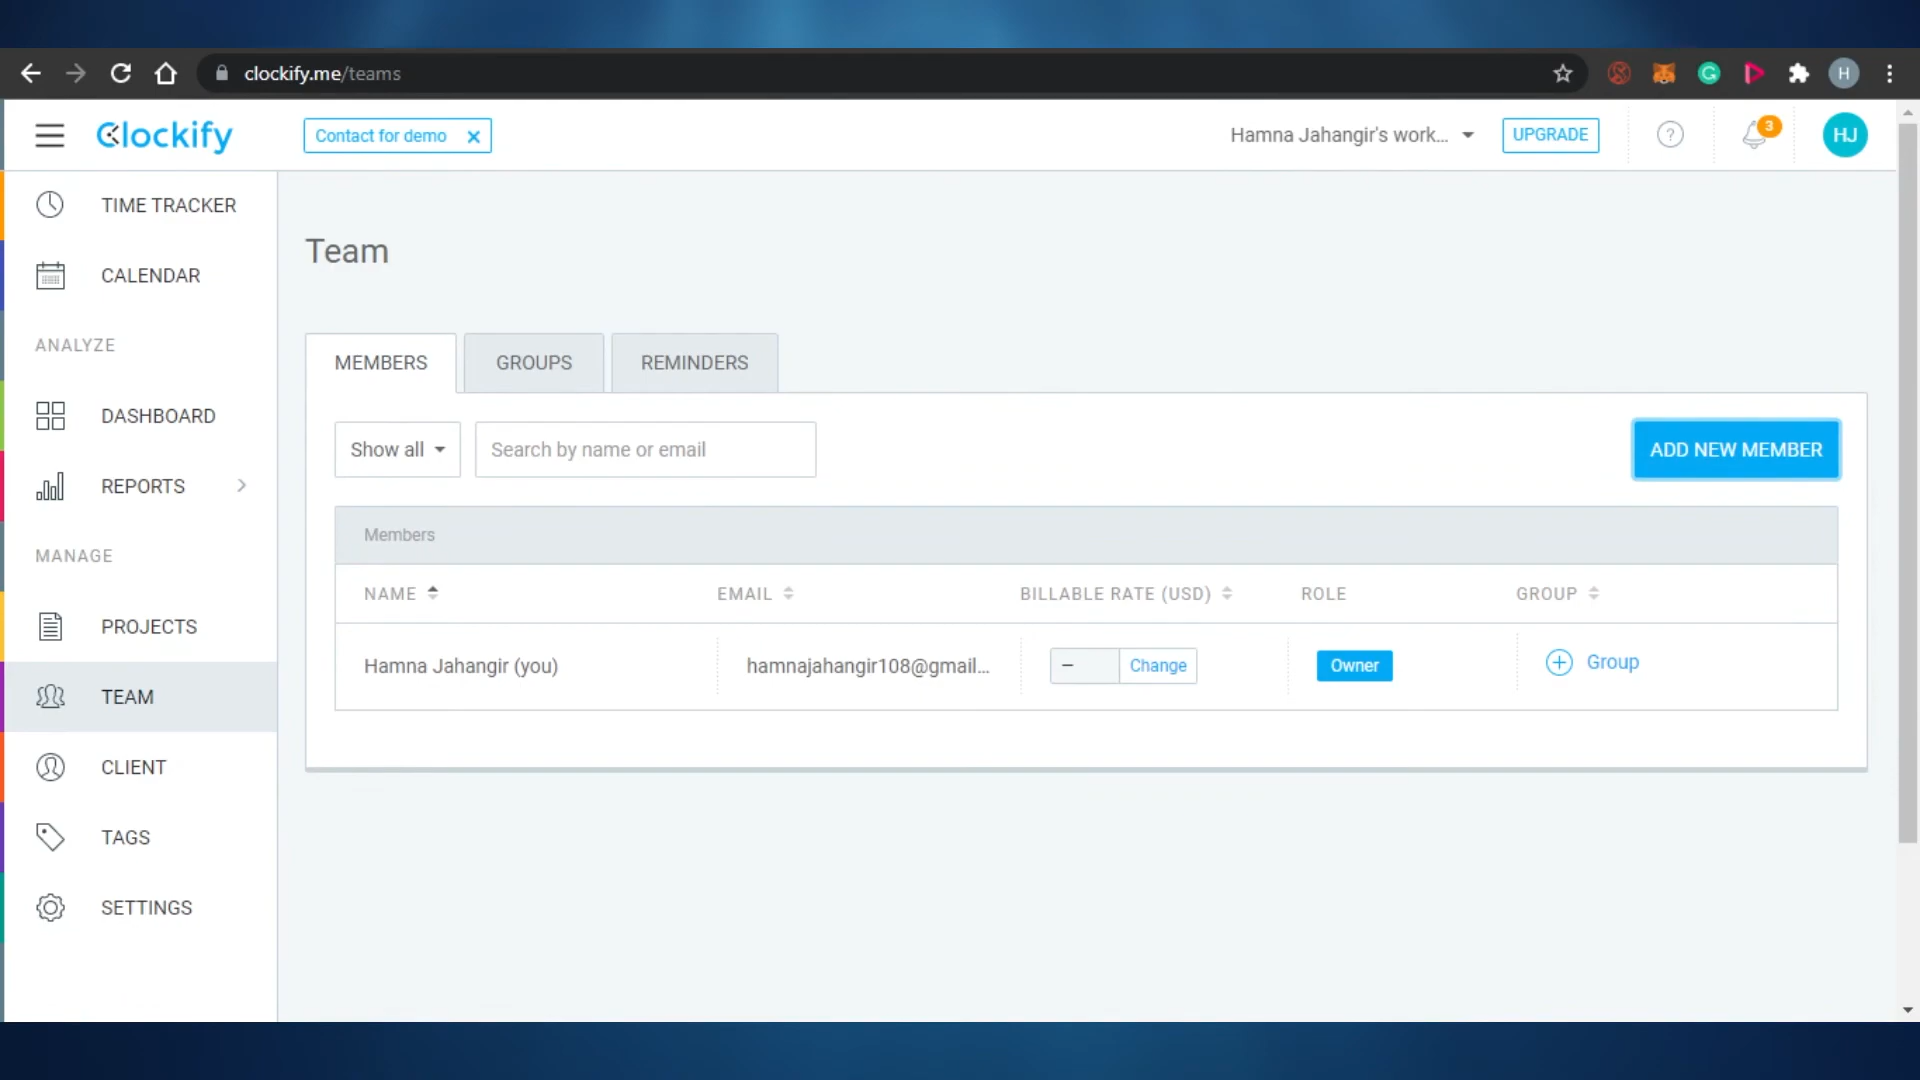 clockify.me/teams
H
Clockify
Contact for demo
Hamna Jahangir's work...
UPGRADE
?
3
HJ
TIME TRACKER
CALENDAR
ANALYZE
DASHBOARD
REPORTS
MANAGE
PROJECTS
TEAM
CLIENT
TAGS
SETTINGS
Team
MEMBERS GROUPS REMINDERS
Show all
Search by name or email
ADD NEW MEMBER
Members
NAME EMAIL BILLABLE RATE (USD) ROLE GROUP
Hamna Jahangir (you) hamnajahangir108@gmail... – Change Owner Group